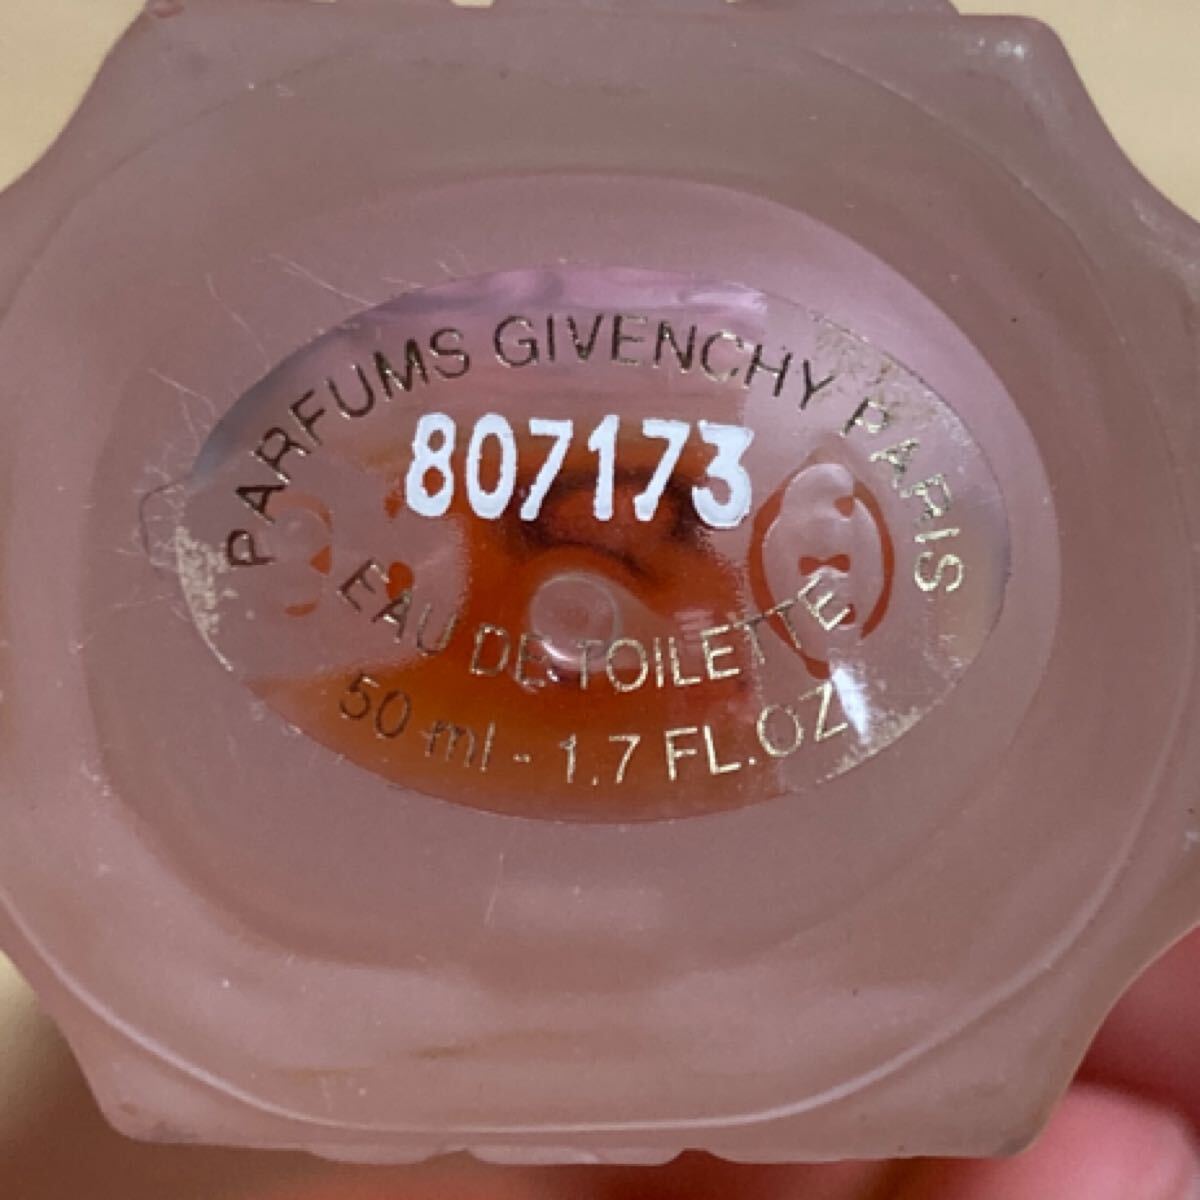 PARFUMS GIVENCHY PARIS
807173
EAU DE TOILETTE
50 ml - 1.7 FL.OZ